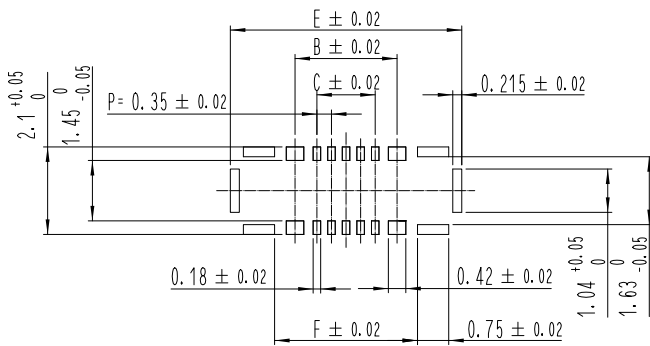 E ± 0.02
B ± 0.02
C ± 0.02
0.215 ± 0.02
P= 0.35 ± 0.02
2.1 +0.05 0
1.45 0 -0.05
0.18 ± 0.02
0.42 ± 0.02
1.04 +0.05 0
1.63 0 -0.05
F ± 0.02
0.75 ± 0.02